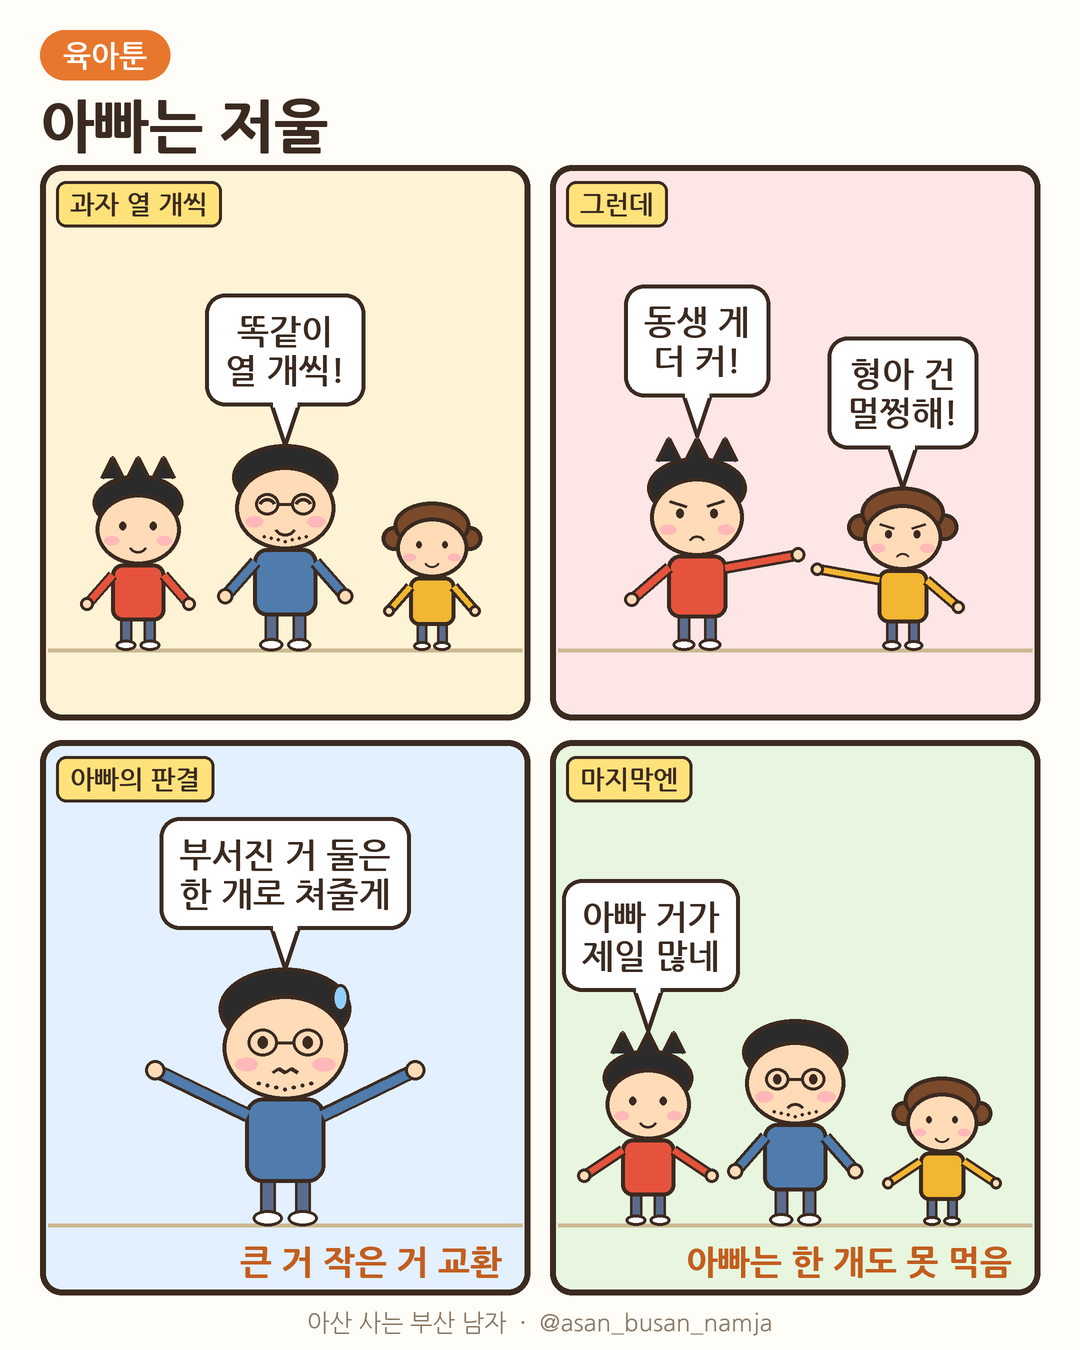 육아툰
아빠는 저울
과자 열 개씩
똑같이
열 개씩!
그런데
동생 게
더 커!
형아 건
멀쩡해!
아빠의 판결
부서진 거 둘은
한 개로 쳐줄게
큰 거 작은 거 교환
마지막엔
아빠 거가
제일 많네
아빠는 한 개도 못 먹음
아산 사는 부산 남자 · @asan_busan_namja